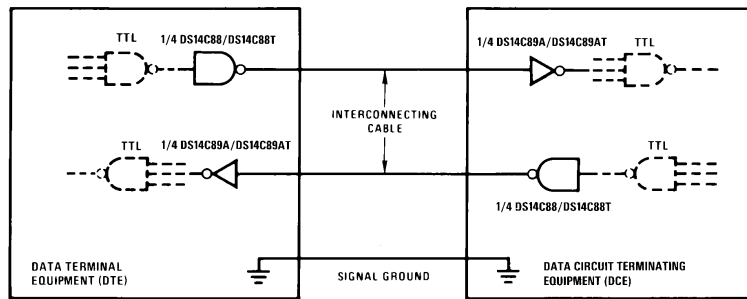 TTL
1/4 DS14C88/DS14C88T
1/4 DS14C89A/DS14C89AT
TTL
INTERCONNECTING
CABLE
TTL
1/4 DS14C89A/DS14C89AT
TTL
1/4 DS14C88/DS14C88T
DATA TERMINAL
EQUIPMENT (DTE)
SIGNAL GROUND
DATA CIRCUIT TERMINATING
EQUIPMENT (DCE)